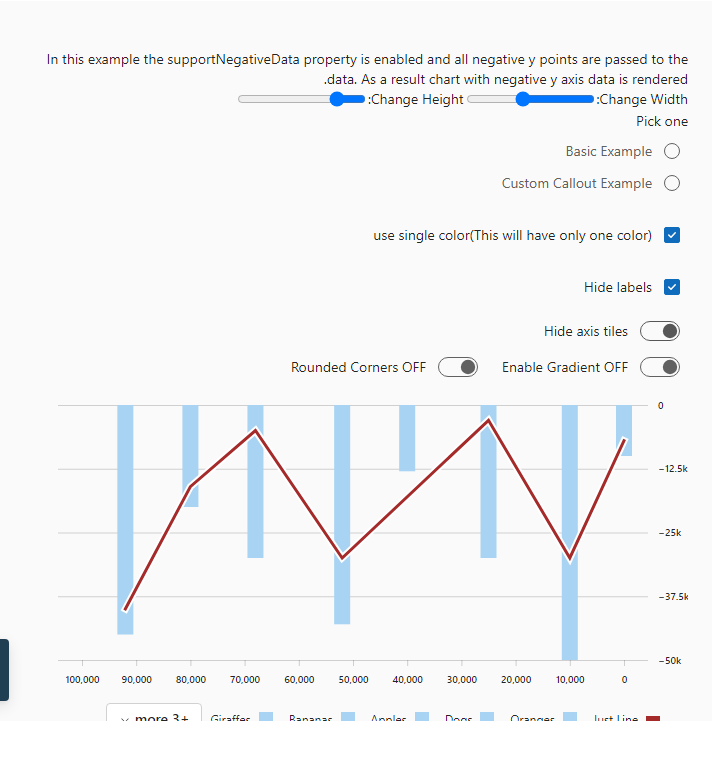 In this example the supportNegativeData property is enabled and all negative y points are passed to the
.data. As a result chart with negative y axis data is rendered
:Change Width :Change Height
Pick one
Basic Example
Custom Callout Example
use single color(This will have only one color)
Hide labels
Hide axis tiles
Enable Gradient OFF Rounded Corners OFF
0
−12.5k
−25k
−37.5k
−50k
100,000 90,000 80,000 70,000 60,000 50,000 40,000 30,000 20,000 10,000 0
Just Line Oranges Dogs Apples Bananas Giraffes more 3+